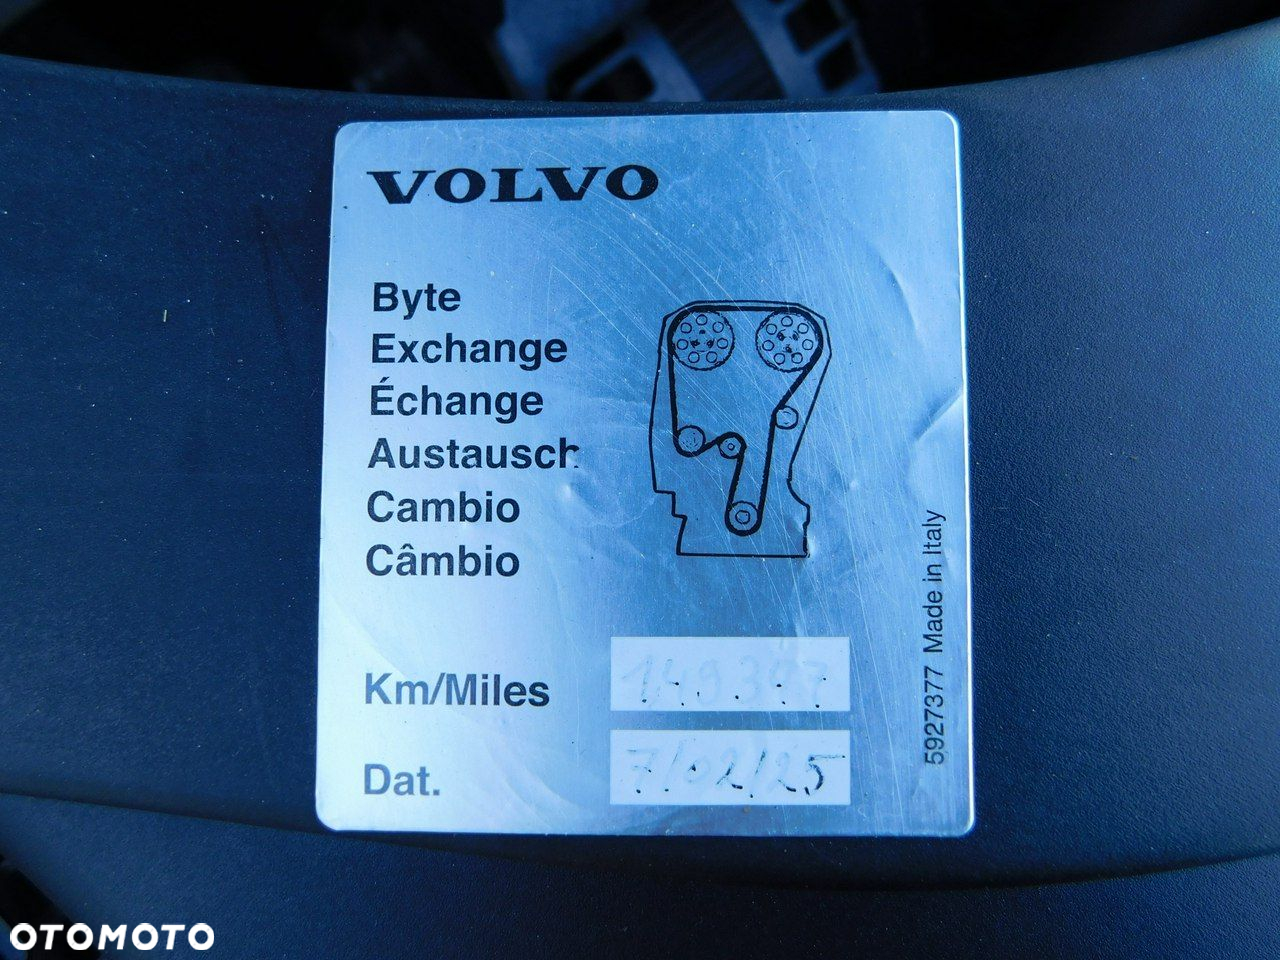 VOLVO
Byte
Exchange
Échange
Austausch
Cambio
Câmbio
Km/Miles
Dat. 7/02/25
5927377 Made in Italy
OTOMOTO